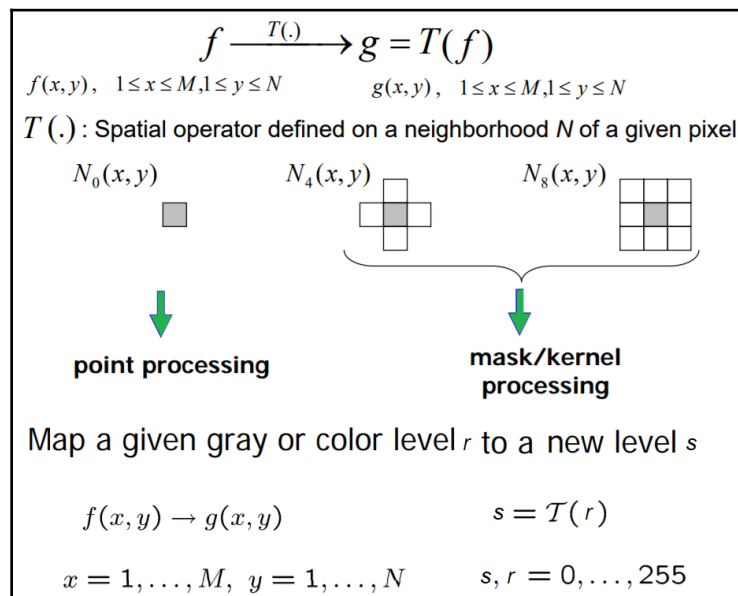 f T(.) → g = T(f)
f(x,y), 1≤x≤M,1≤y≤N g(x,y), 1≤x≤M,1≤y≤N
T(.) : Spatial operator defined on a neighborhood N of a given pixel
N₀(x,y) N₄(x,y) N₈(x,y)
point processing
mask/kernel
processing
Map a given gray or color level r to a new level s
f(x, y) → g(x, y) s = T(r)
x = 1, . . . , M, y = 1, . . . , N s, r = 0, . . . , 255